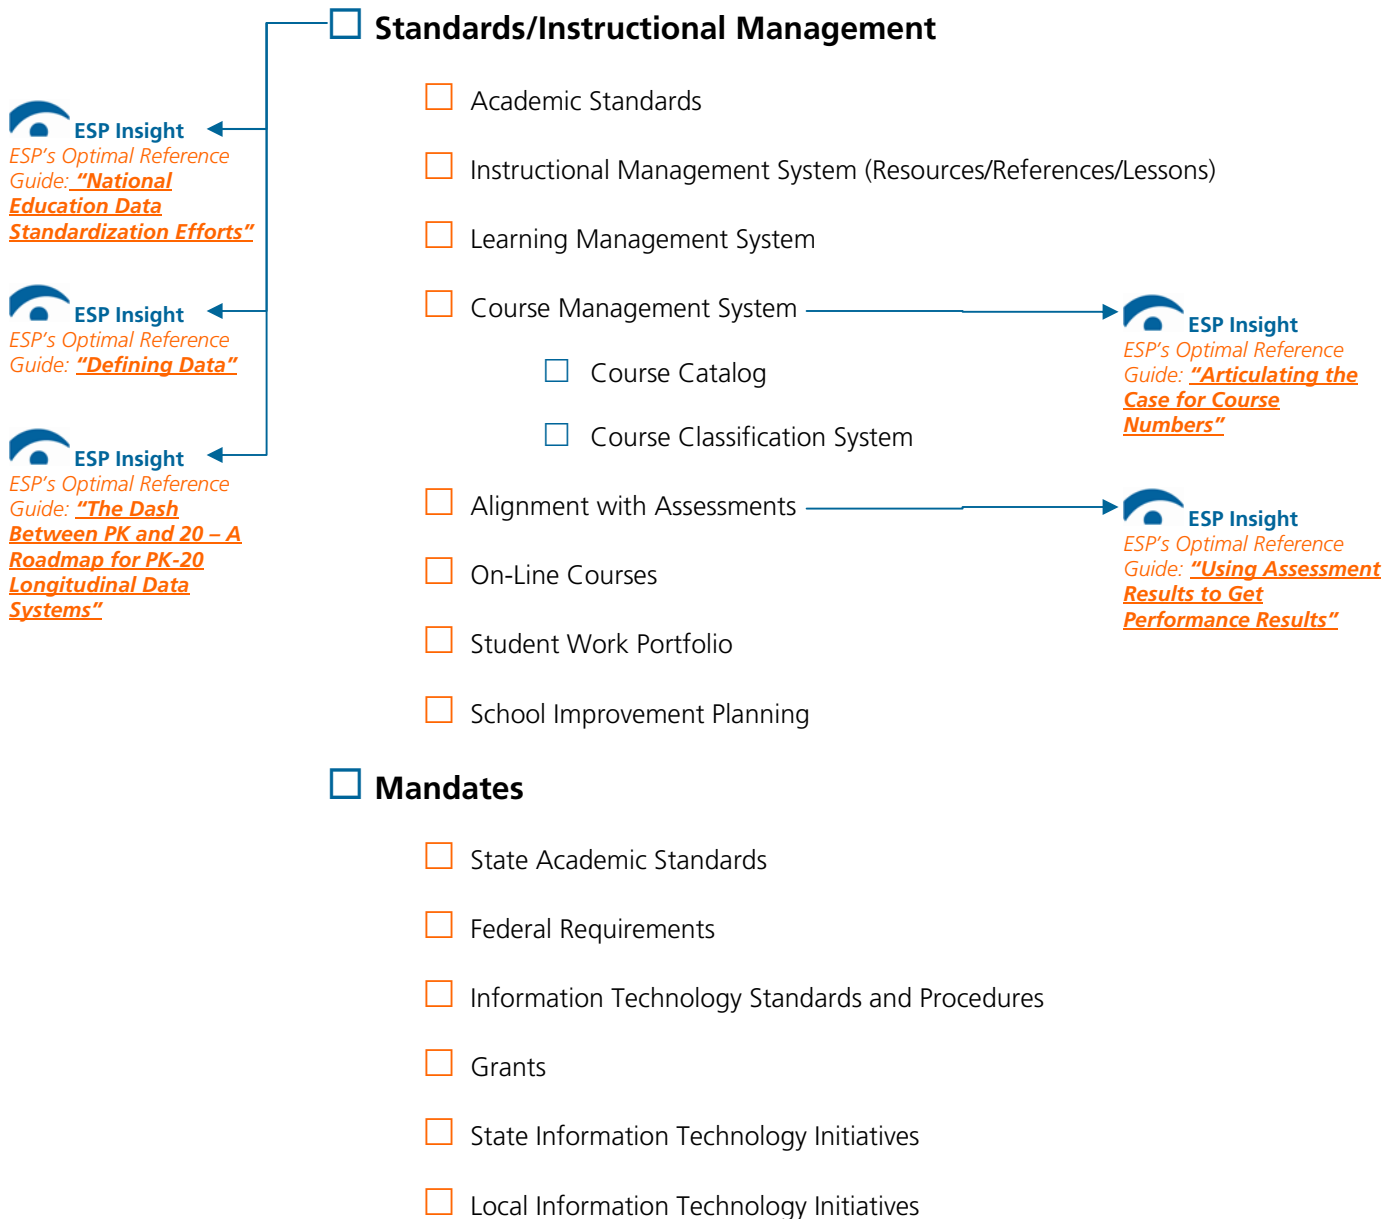 Standards/Instructional Management
Academic Standards
ESP Insight
ESP's Optimal Reference
Guide: "National
Education Data
Standardization Efforts"
Instructional Management System (Resources/References/Lessons)
Learning Management System
ESP Insight
ESP's Optimal Reference
Guide: "Defining Data"
Course Management System
ESP Insight
ESP's Optimal Reference
Guide: "Articulating the
Case for Course
Numbers"
Course Catalog
Course Classification System
ESP Insight
ESP's Optimal Reference
Guide: "The Dash
Between PK and 20 – A
Roadmap for PK-20
Longitudinal Data
Systems"
Alignment with Assessments
ESP Insight
ESP's Optimal Reference
Guide: "Using Assessment
Results to Get
Performance Results"
On-Line Courses
Student Work Portfolio
School Improvement Planning
Mandates
State Academic Standards
Federal Requirements
Information Technology Standards and Procedures
Grants
State Information Technology Initiatives
Local Information Technology Initiatives